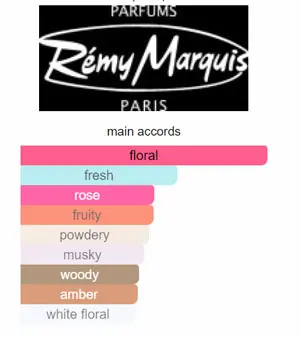 PARFUMS
Rémy Marquis
PARIS
main accords
floral
fresh
rose
fruity
powdery
musky
woody
amber
white floral